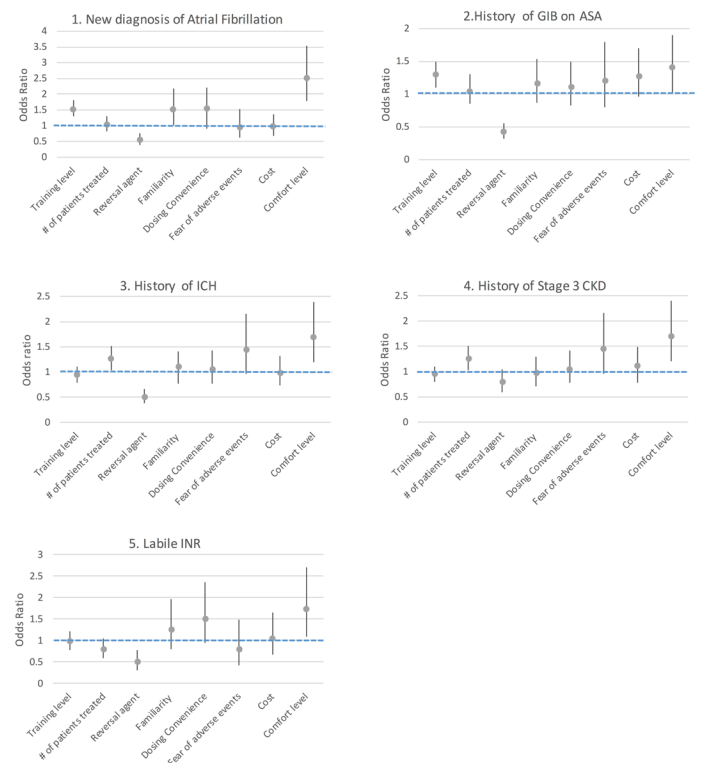 1. New diagnosis of Atrial Fibrillation
Odds Ratio
4
3.5
3
2.5
2
1.5
1
0.5
0
Training level
# of patients treated
Reversal agent
Familiarity
Dosing Convenience
Fear of adverse events
Cost
Comfort level
2.History of GIB on ASA
Odds Ratio
2
1.5
1
0.5
0
Training level
# of patients treated
Reversal agent
Familiarity
Dosing Convenience
Fear of adverse events
Cost
Comfort level
3. History of ICH
Odds ratio
2.5
2
1.5
1
0.5
0
Training level
# of patients treated
Reversal agent
Familiarity
Dosing Convenience
Fear of adverse events
Cost
Comfort level
4. History of Stage 3 CKD
Odds Ratio
2.5
2
1.5
1
0.5
0
Training level
# of patients treated
Reversal agent
Familiarity
Dosing Convenience
Fear of adverse events
Cost
Comfort level
5. Labile INR
Odds Ratio
3
2.5
2
1.5
1
0.5
0
Training level
# of patients treated
Reversal agent
Familiarity
Dosing Convenience
Fear of adverse events
Cost
Comfort level